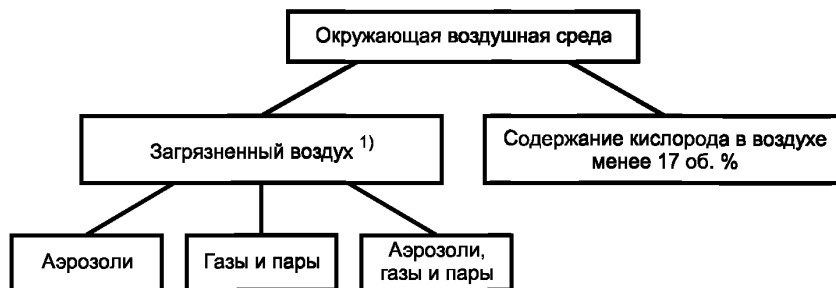 Окружающая воздушная среда
Загрязненный воздух 1)
Содержание кислорода в воздухе
менее 17 об. %
Аэрозоли
Газы и пары
Аэрозоли,
газы и пары